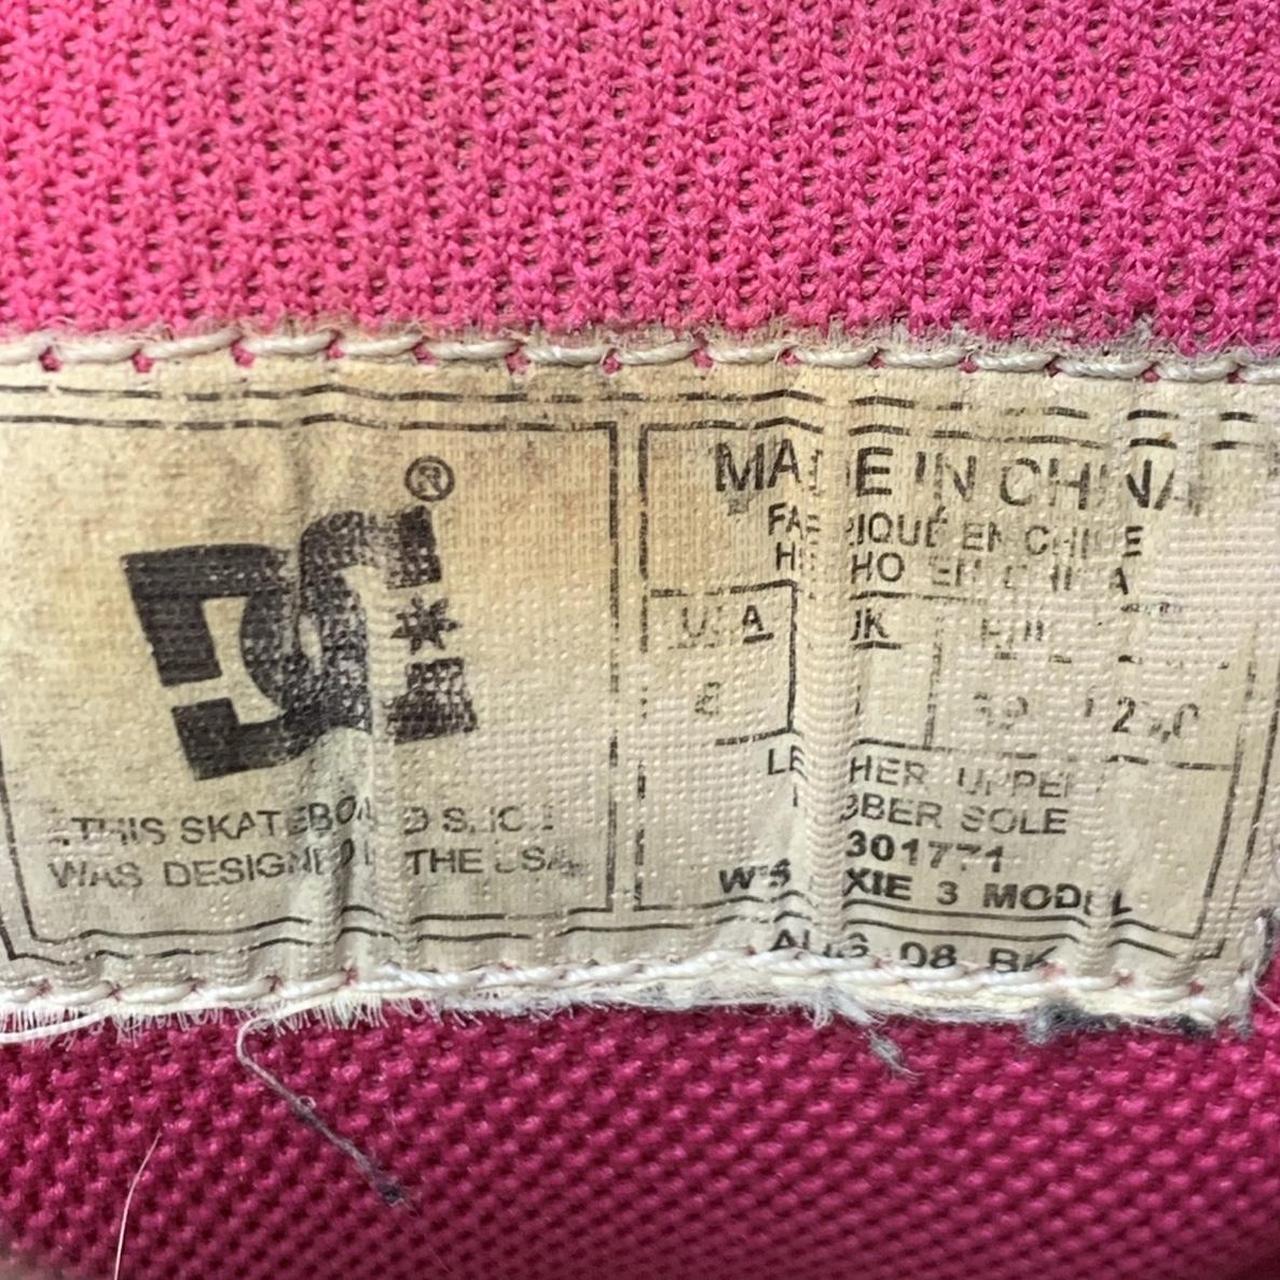 ®
DC
THIS SKATEBOARD SHOE
WAS DESIGNED IN THE USA
MADE IN CHINA
FABRIQUÉ EN CHINE
HECHO EN CHINA
USA UK EUR
8 39
LEATHER UPPER
RUBBER SOLE
301771
W'S 3 MODEL
AUG 08 BK